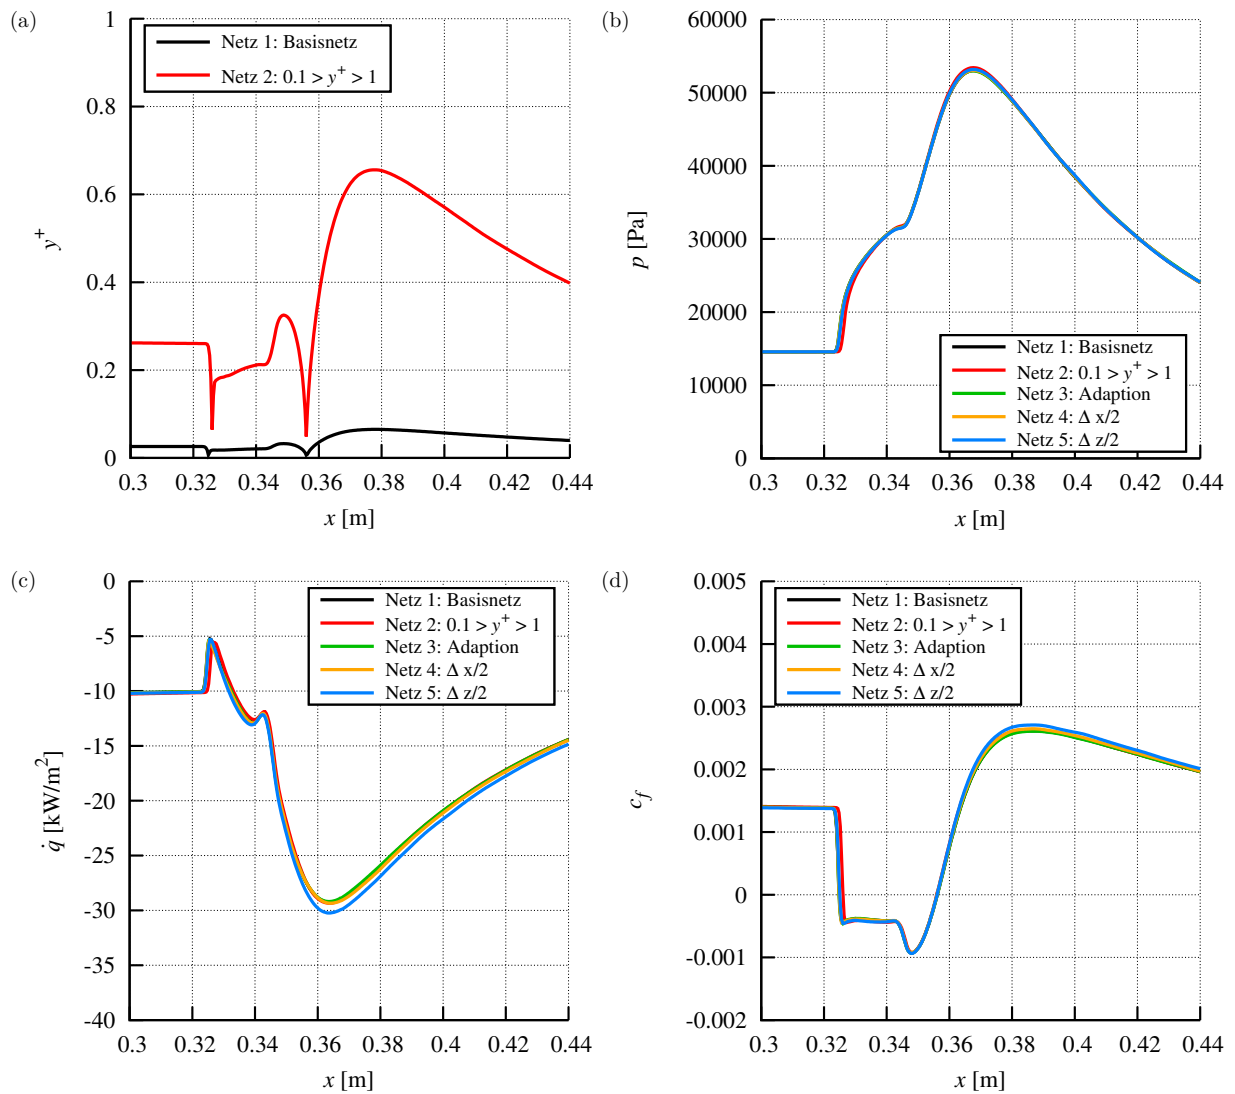 (a)
1
0.8
0.6
0.4
0.2
0
y⁺
Netz 1: Basisnetz
Netz 2: 0.1 > y⁺ > 1
0.3 0.32 0.34 0.36 0.38 0.4 0.42 0.44
x [m]
(b)
60000
50000
40000
30000
20000
10000
0
p [Pa]
Netz 1: Basisnetz
Netz 2: 0.1 > y⁺ > 1
Netz 3: Adaption
Netz 4: Δ x/2
Netz 5: Δ z/2
0.3 0.32 0.34 0.36 0.38 0.4 0.42 0.44
x [m]
(c)
0
-5
-10
-15
-20
-25
-30
-35
-40
q̇ [kW/m²]
Netz 1: Basisnetz
Netz 2: 0.1 > y⁺ > 1
Netz 3: Adaption
Netz 4: Δ x/2
Netz 5: Δ z/2
0.3 0.32 0.34 0.36 0.38 0.4 0.42 0.44
x [m]
(d)
0.005
0.004
0.003
0.002
0.001
0
-0.001
-0.002
c_f
Netz 1: Basisnetz
Netz 2: 0.1 > y⁺ > 1
Netz 3: Adaption
Netz 4: Δ x/2
Netz 5: Δ z/2
0.3 0.32 0.34 0.36 0.38 0.4 0.42 0.44
x [m]